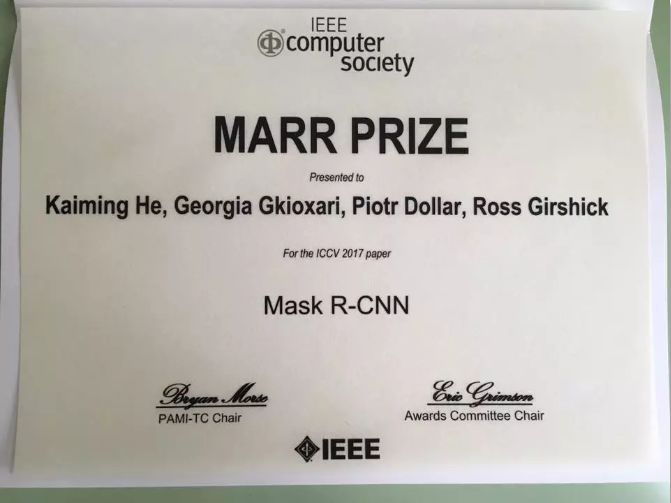 IEEE
computer
society
MARR PRIZE
Presented to
Kaiming He, Georgia Gkioxari, Piotr Dollar, Ross Girshick
For the ICCV 2017 paper
Mask R-CNN
Bryan Morse Eric Grimson
PAMI-TC Chair Awards Committee Chair
IEEE